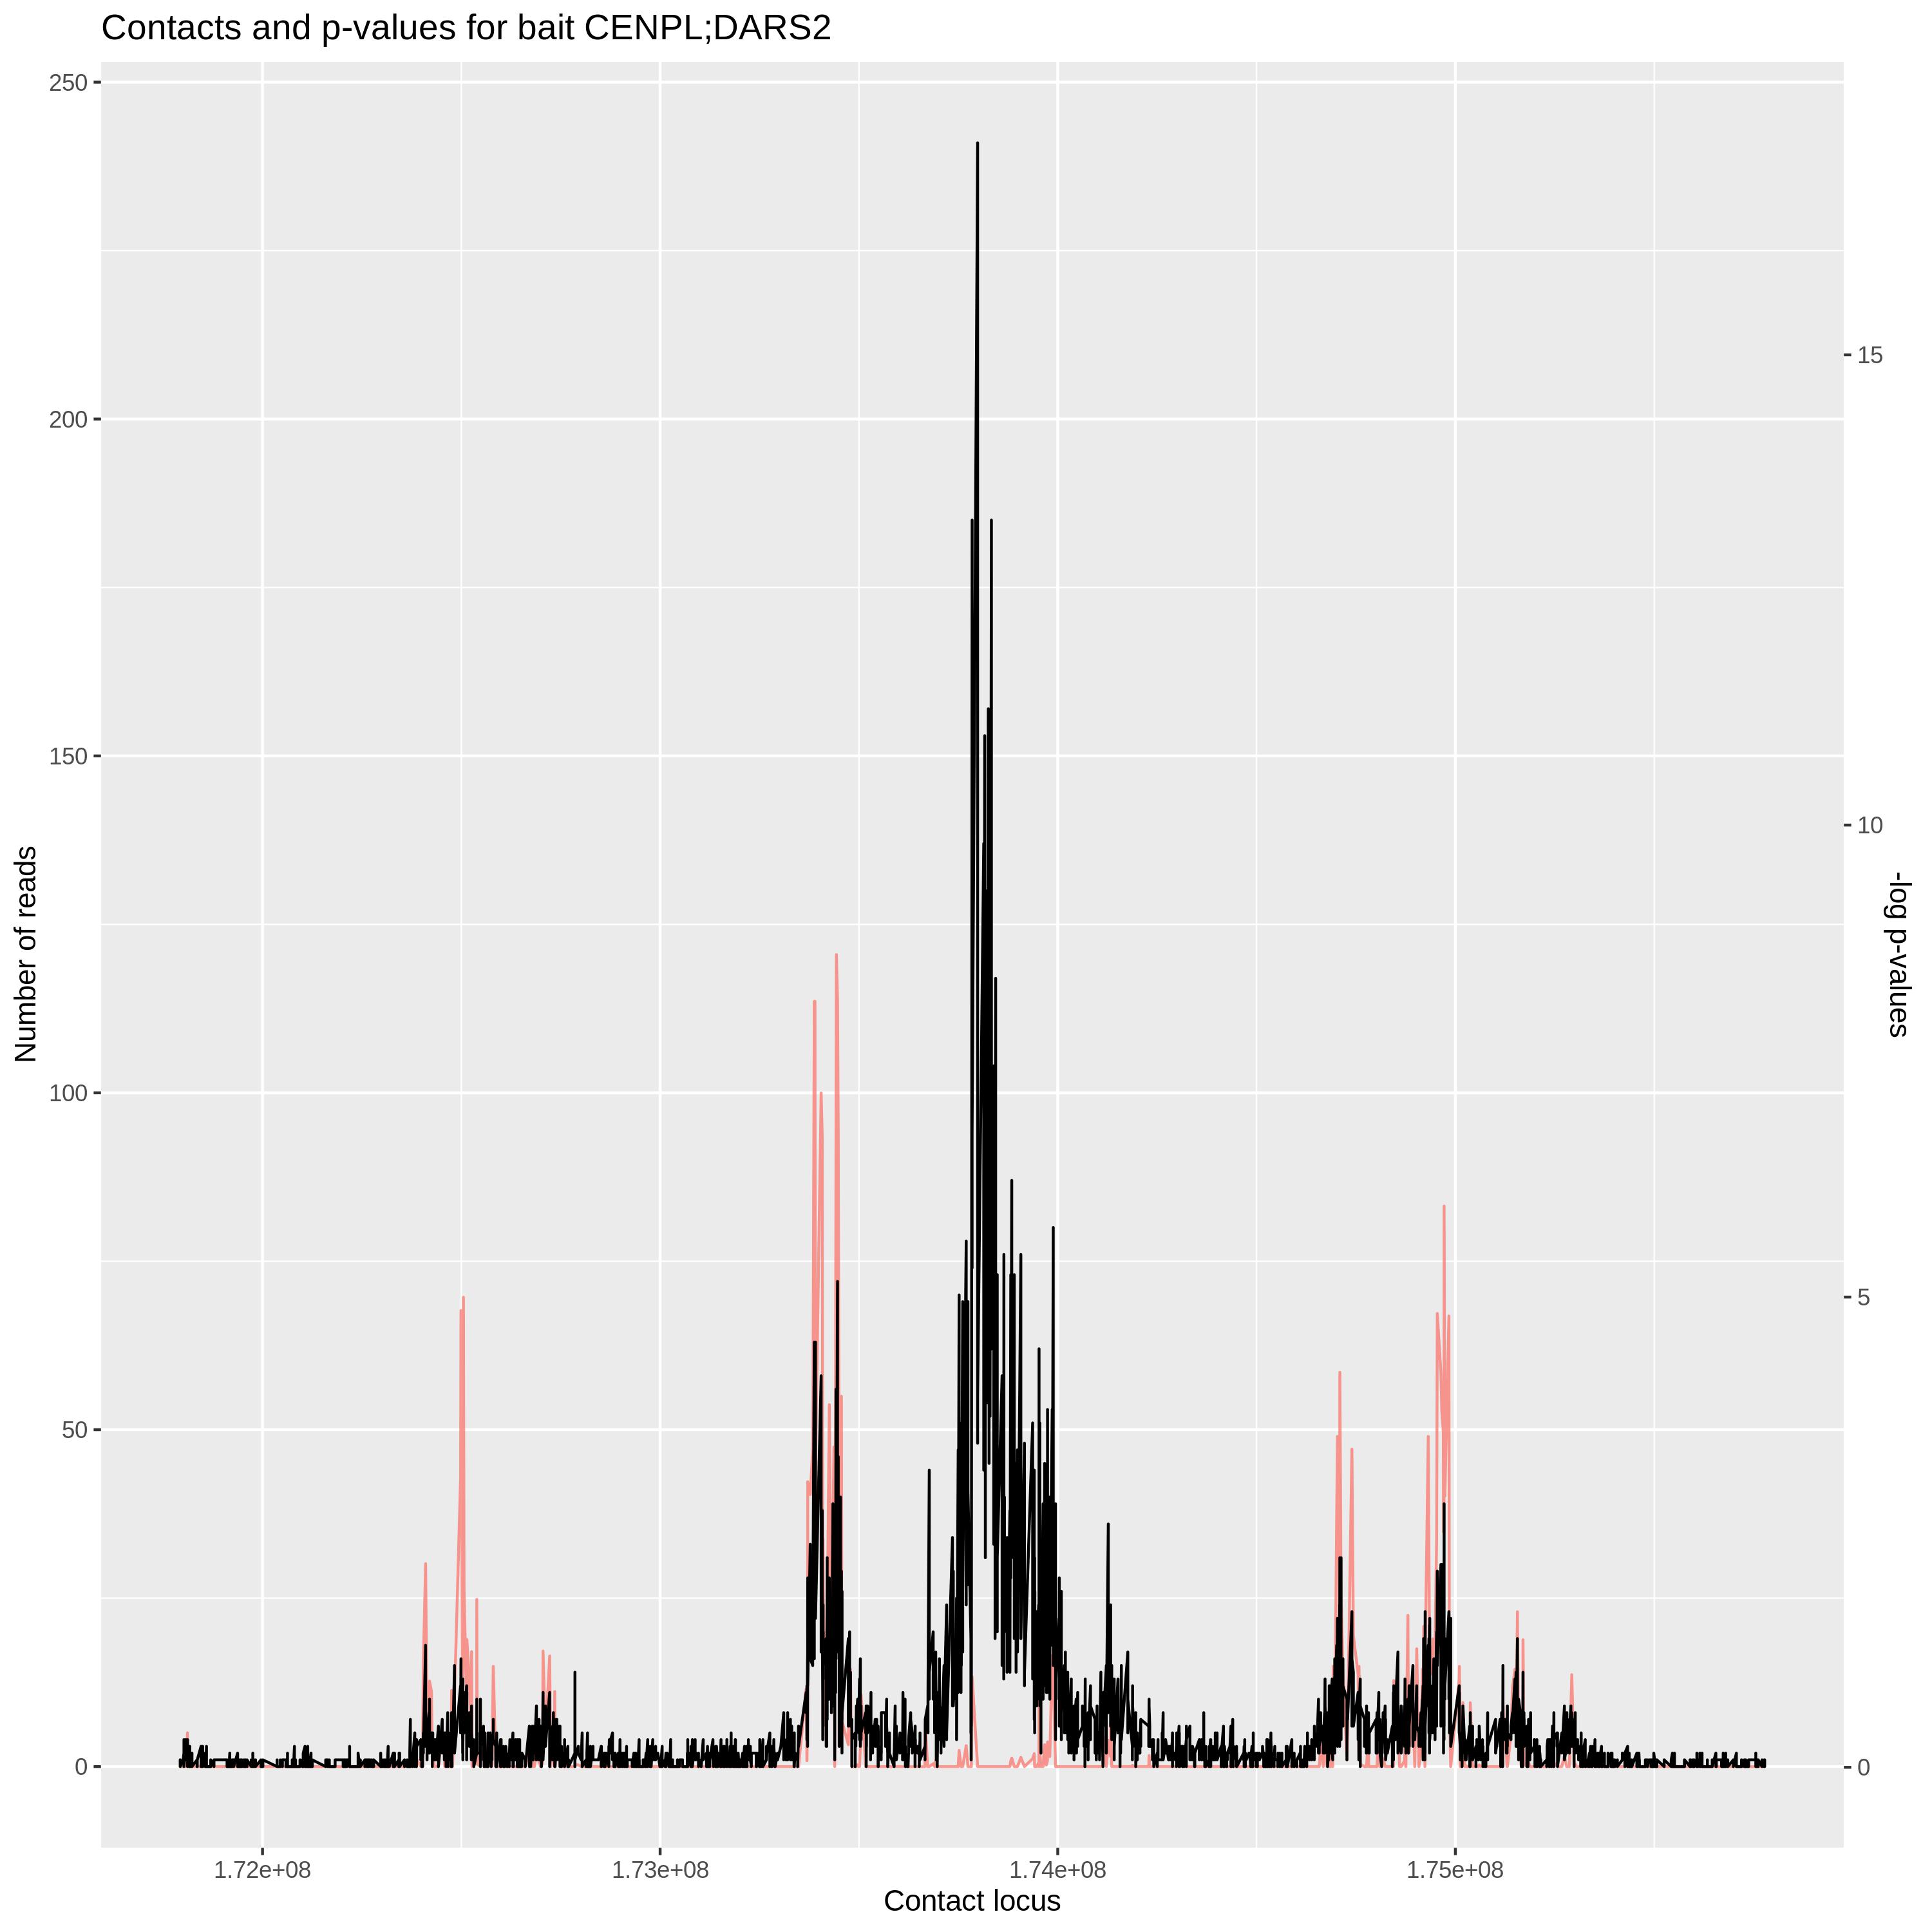 Contacts and p-values for bait CENPL;DARS2
250
200
150
100
50
0
Number of reads
15
10
5
0
-log p-values
1.72e+08
1.73e+08
1.74e+08
1.75e+08
Contact locus